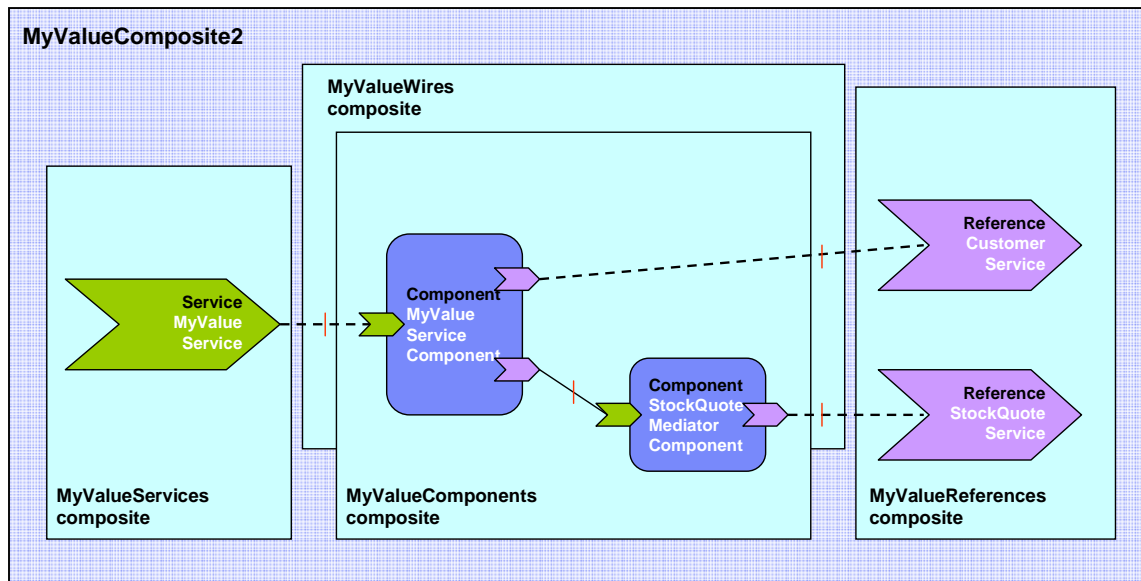 MyValueComposite2
MyValueWires
composite
Service
MyValue
Service
Component
MyValue
Service
Component
Component
StockQuote
Mediator
Component
Reference
Customer
Service
Reference
StockQuote
Service
MyValueServices
composite
MyValueComponents
composite
MyValueReferences
composite